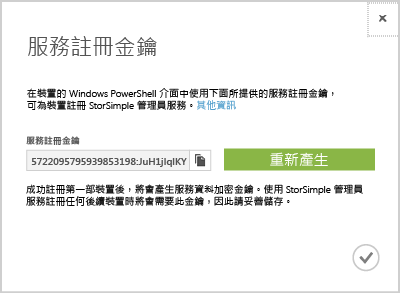 服務註冊金鑰
在裝置的 Windows PowerShell 介面中使用下面所提供的服務註冊金鑰，
可為裝置註冊 StorSimple 管理員服務。其他資訊
服務註冊金鑰
5722095795939853198:JuH1jlqlKY
重新產生
成功註冊第一部裝置後，將會產生服務資料加密金鑰。使用 StorSimple 管理員
服務註冊任何後續裝置時將會需要此金鑰，因此請妥善儲存。